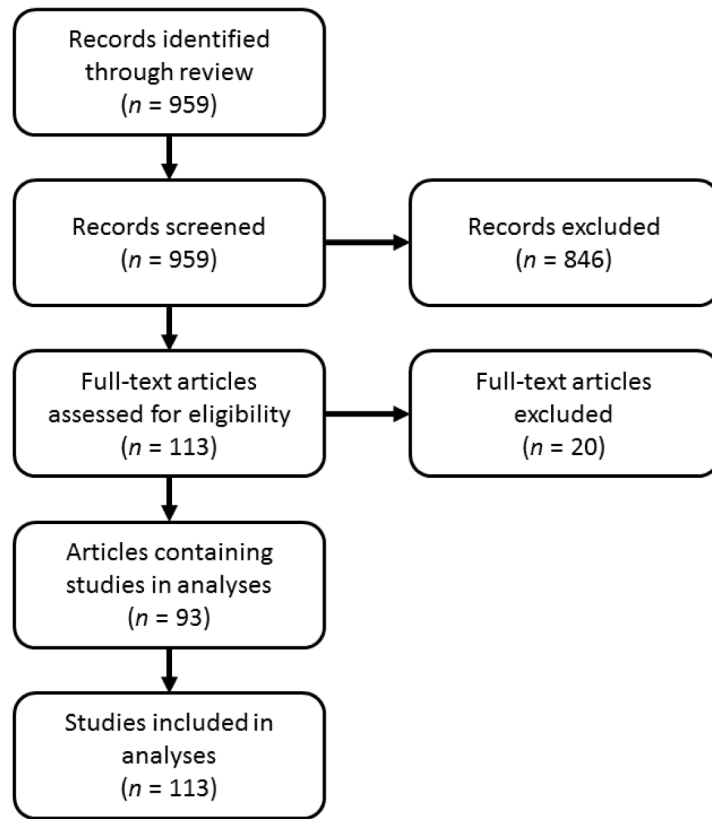 Records identified
through review
(n = 959)
Records screened
(n = 959)
Records excluded
(n = 846)
Full-text articles
assessed for eligibility
(n = 113)
Full-text articles
excluded
(n = 20)
Articles containing
studies in analyses
(n = 93)
Studies included in
analyses
(n = 113)